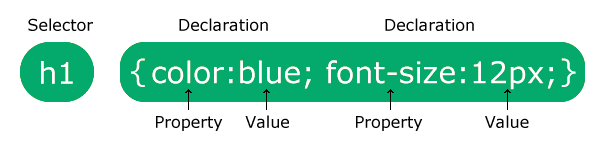 Selector Declaration Declaration
h1 {color:blue; font-size:12px;}
Property Value Property Value